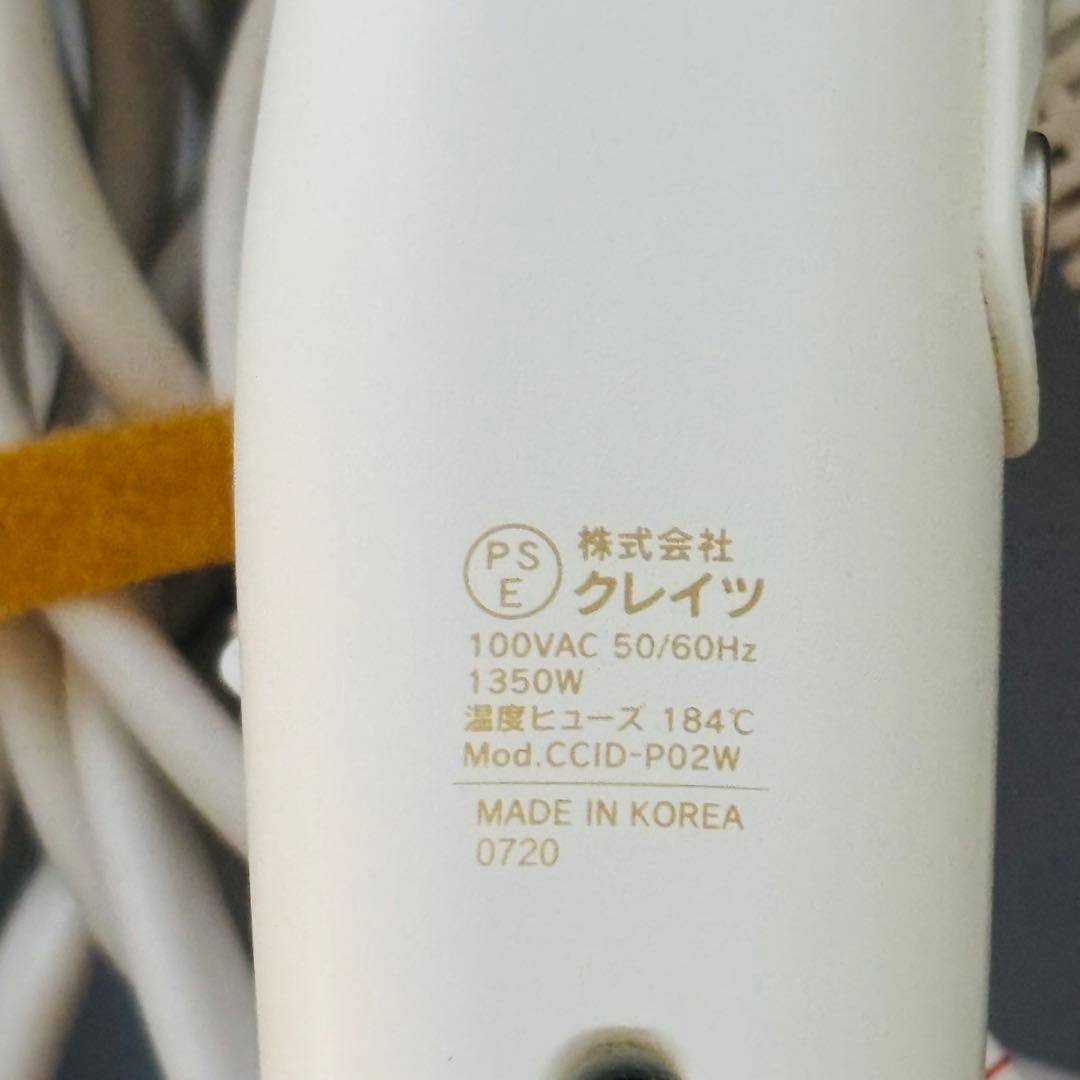 PS
E
株式会社
クレイツ
100VAC 50/60Hz
1350W
温度ヒューズ 184℃
Mod.CCID-P02W
MADE IN KOREA
0720